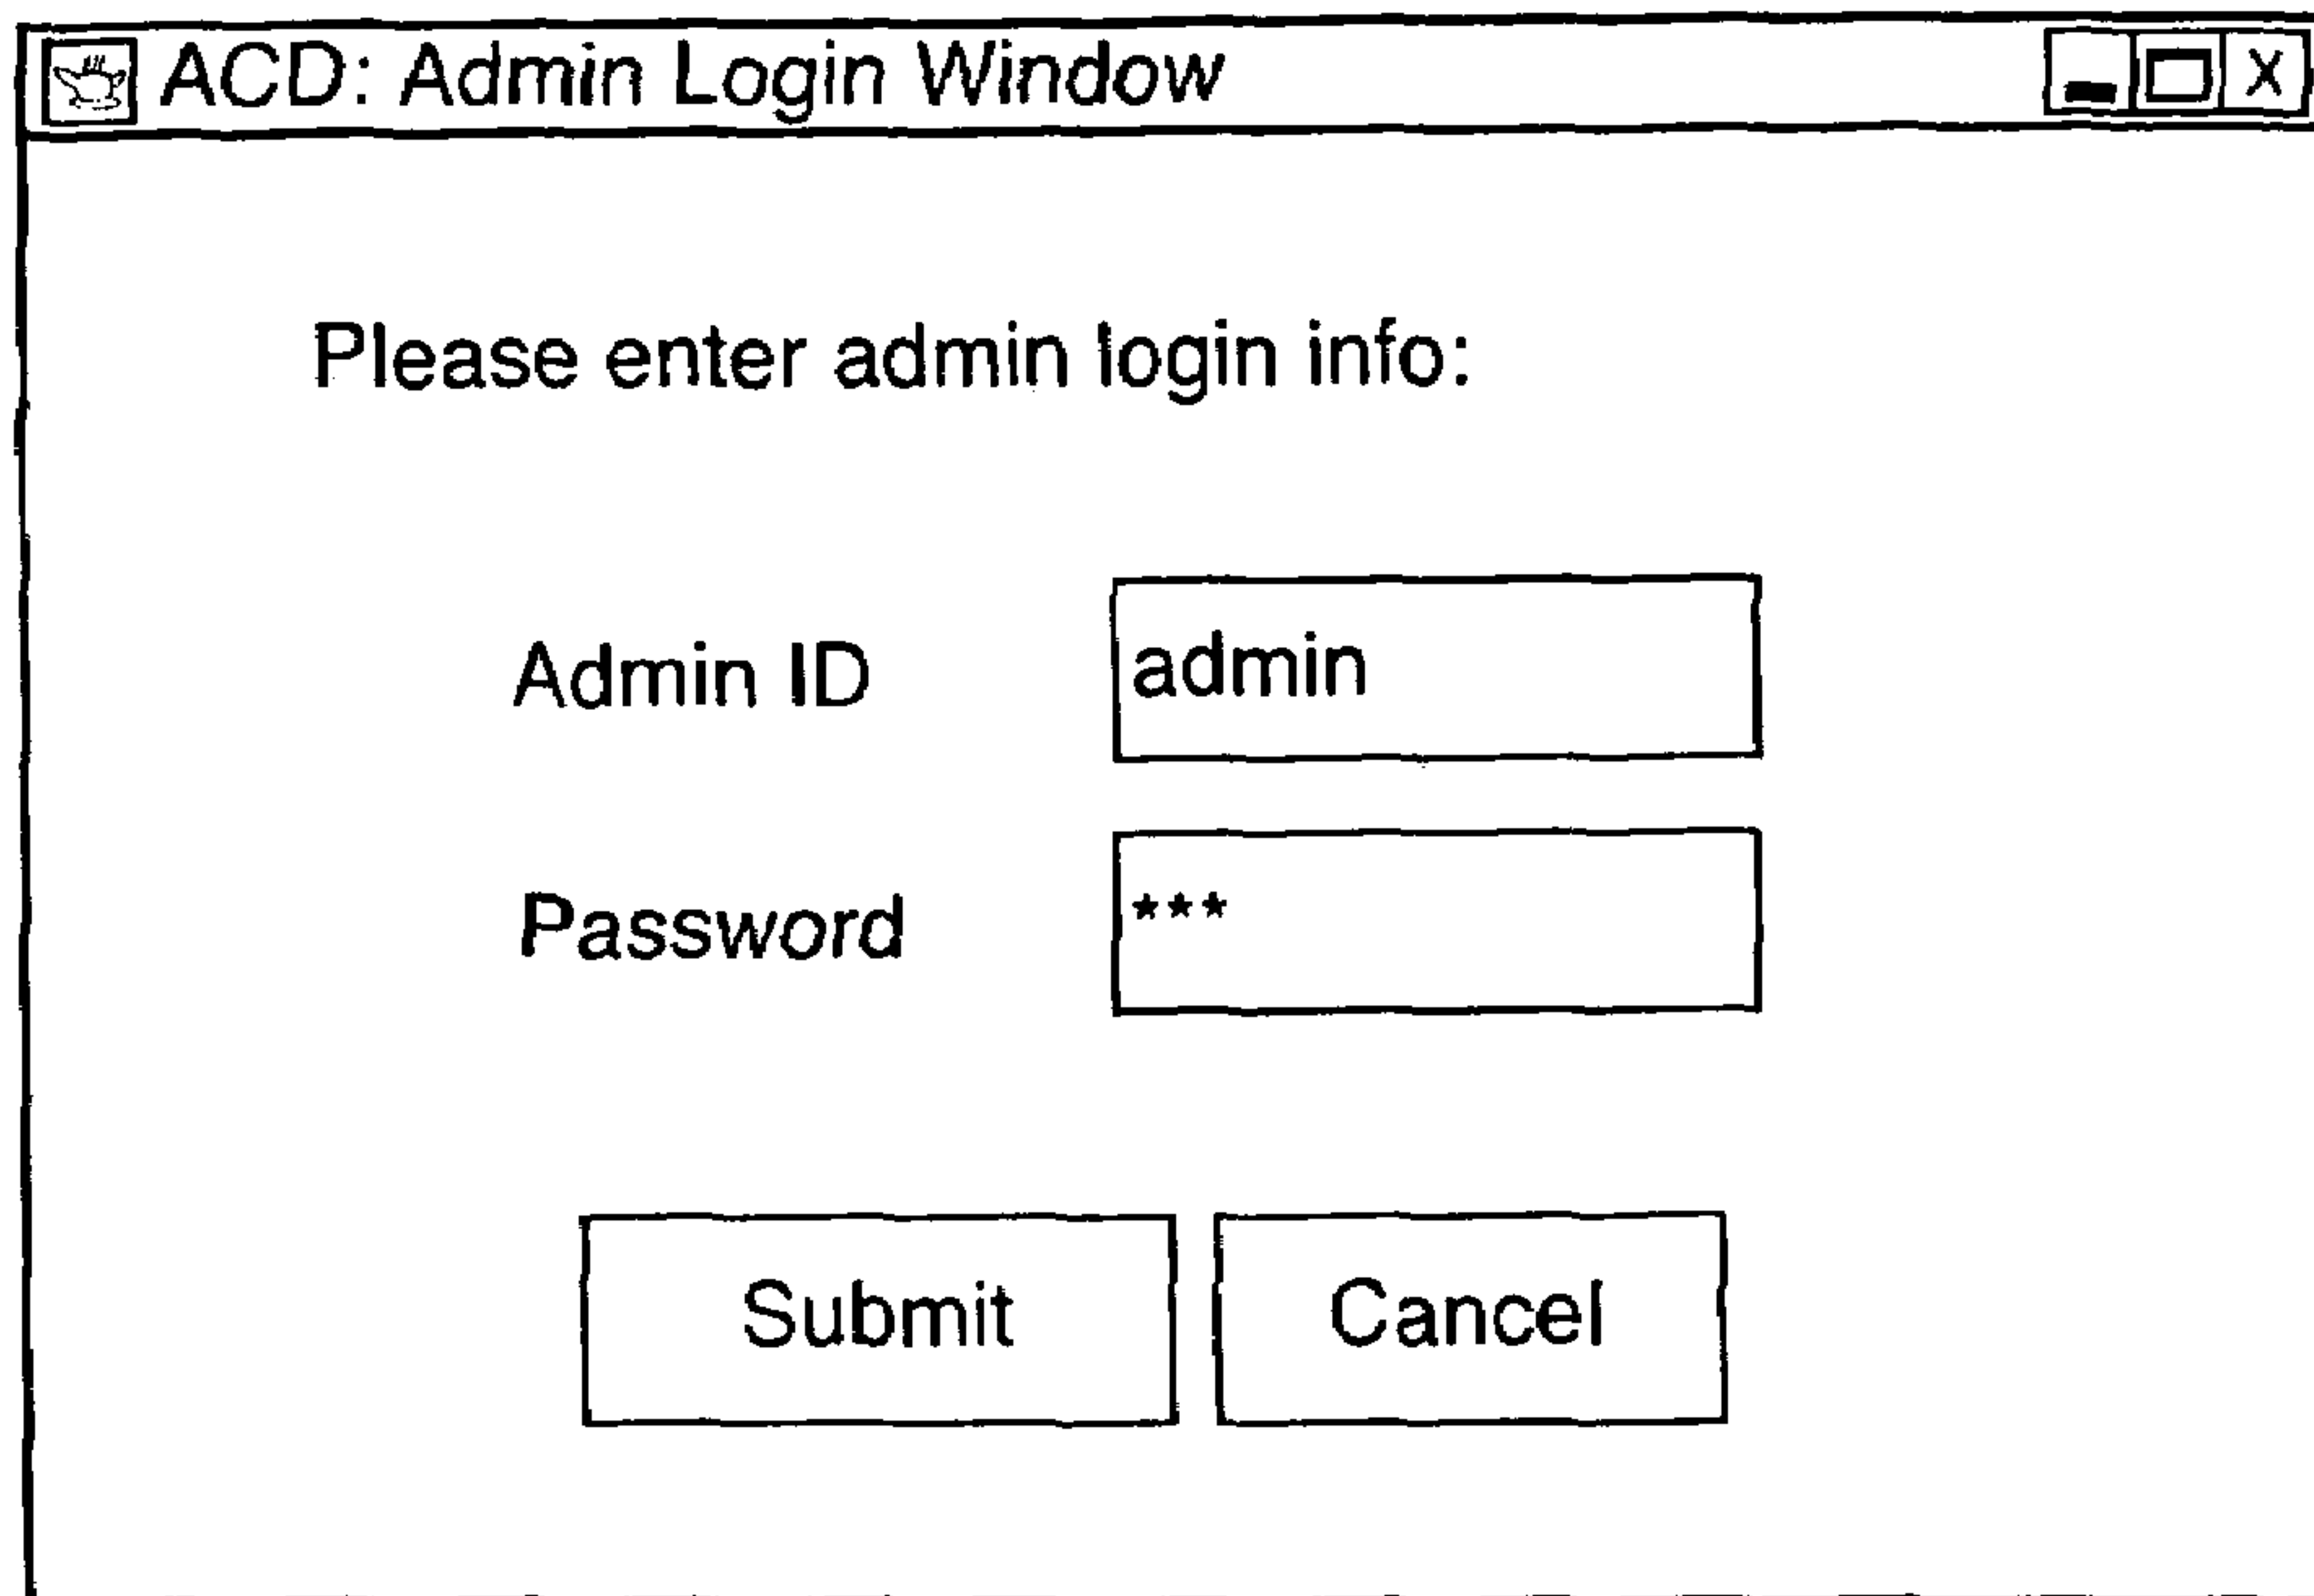 ACD: Admin Login Window X
Please enter admin login info:
Admin ID admin
Password ***
Submit Cancel